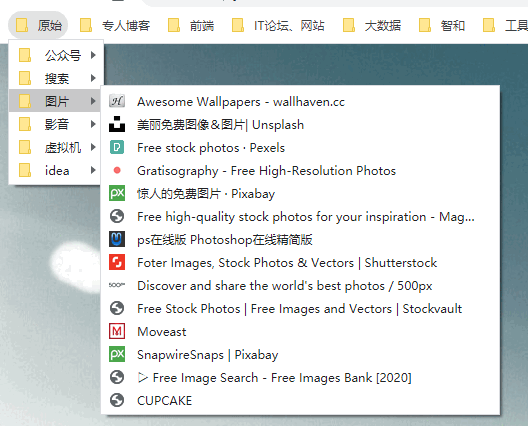 原始 专人博客 前端 IT论坛、网站 大数据 智和 工具
公众号
搜索
图片
影音
虚拟机
idea
Awesome Wallpapers - wallhaven.cc
美丽免费图像&图片| Unsplash
Free stock photos · Pexels
Gratisography - Free High-Resolution Photos
惊人的免费图片 · Pixabay
Free high-quality stock photos for your inspiration - Mag...
ps在线版 Photoshop在线精简版
Foter Images, Stock Photos & Vectors | Shutterstock
Discover and share the world's best photos / 500px
Free Stock Photos | Free Images and Vectors | Stockvault
Moveast
SnapwireSnaps | Pixabay
▷ Free Image Search - Free Images Bank [2020]
CUPCAKE